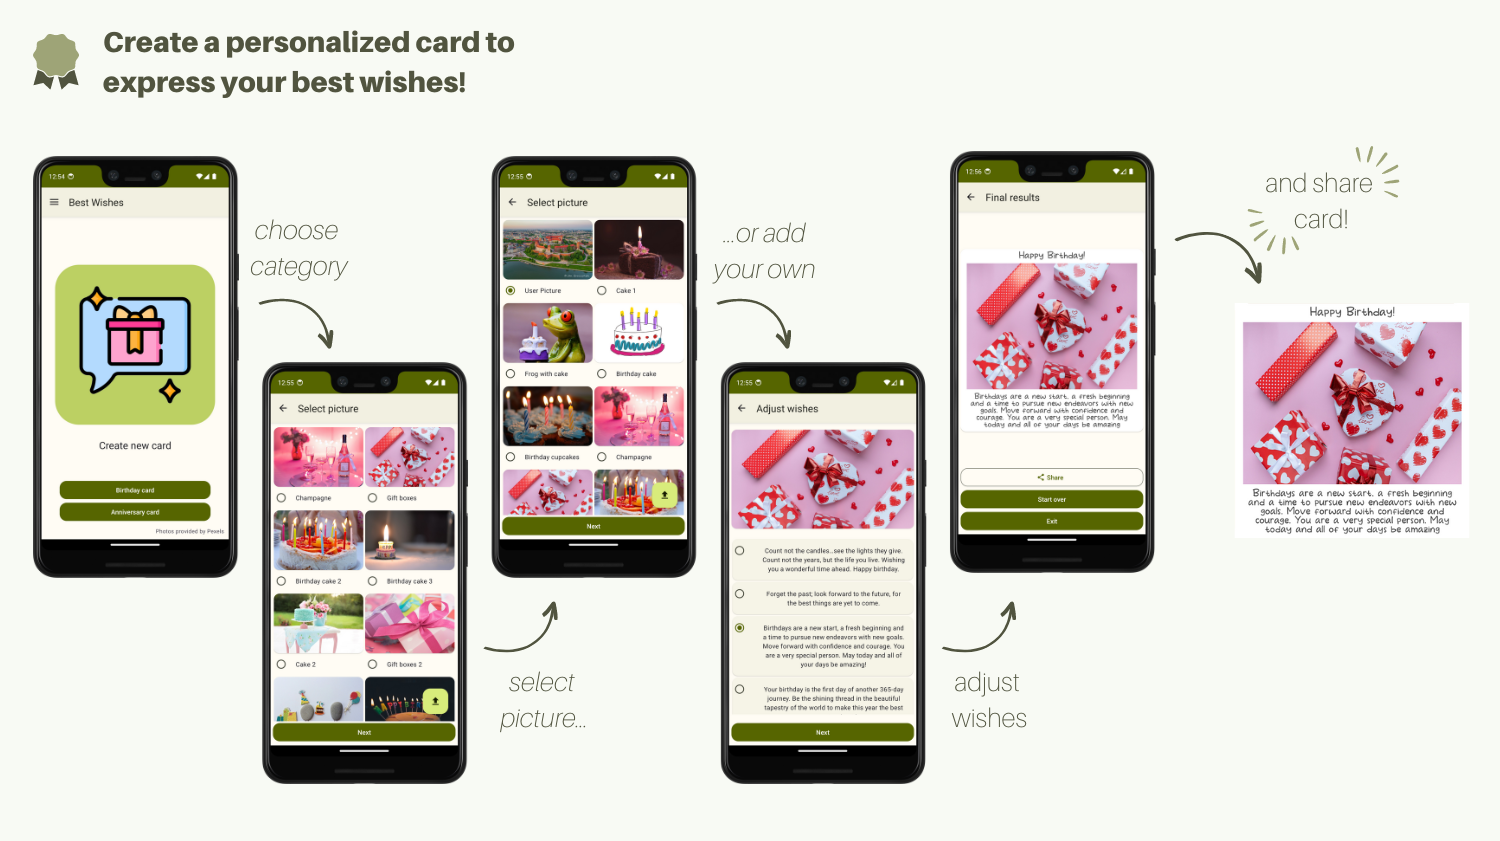 Create a personalized card to
express your best wishes!
12:54
Best Wishes
Create new card
Birthday card
Anniversary card
Photos provided by Pexels
choose
category
12:55
Select picture
Champagne
Gift boxes
Birthday cake 2
Birthday cake 3
Cake 2
Gift boxes 2
Next
select
picture...
12:55
Select picture
User Picture
Cake 1
Frog with cake
Birthday cake
Birthday cupcakes
Champagne
Next
...or add
your own
12:55
Adjust wishes
Count not the candles...see the lights they give.
Count not the years, but the life you live. Wishing
you a wonderful time ahead. Happy birthday.
Forget the past; look forward to the future, for
the best things are yet to come.
Birthdays are a new start, a fresh beginning and
a time to pursue new endeavors with new goals.
Move forward with confidence and courage. You
are a very special person. May today and all of
your days be amazing!
Your birthday is the first day of another 365-day
journey. Be the shining thread in the beautiful
tapestry of the world to make this year the best
Next
adjust
wishes
12:56
Final results
Happy Birthday!
Birthdays are a new start, a fresh beginning
and a time to pursue new endeavors with new
goals. Move forward with confidence and
courage. You are a very special person. May
today and all of your days be amazing
Share
Start over
Exit
and share
card!
Happy Birthday!
Birthdays are a new start, a fresh beginning
and a time to pursue new endeavors with new
goals. Move forward with confidence and
courage. You are a very special person. May
today and all of your days be amazing